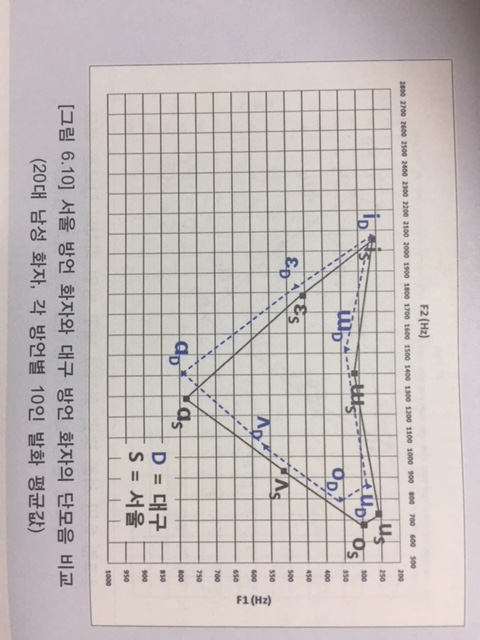 F2 (Hz)
2800 2700 2600 2500 2400 2300 2200 2100 2000 1900 1800 1700 1600 1500 1400 1300 1200 1100 1000 900 800 700 600 500
200
250
300
350
400
450
500
550
600
650
700
750
800
850
900
950
1000
F1 (Hz)
iD iS ɯD ɯS uD uS
oD oS
ɛD ɛS
ʌD ʌS
ɑD ɑS
D = 대구
S = 서울
[그림 6.10] 서울 방언 화자와 대구 방언 화자의 단모음 비교
(20대 남성 화자, 각 방언별 10인 발화 평균값)